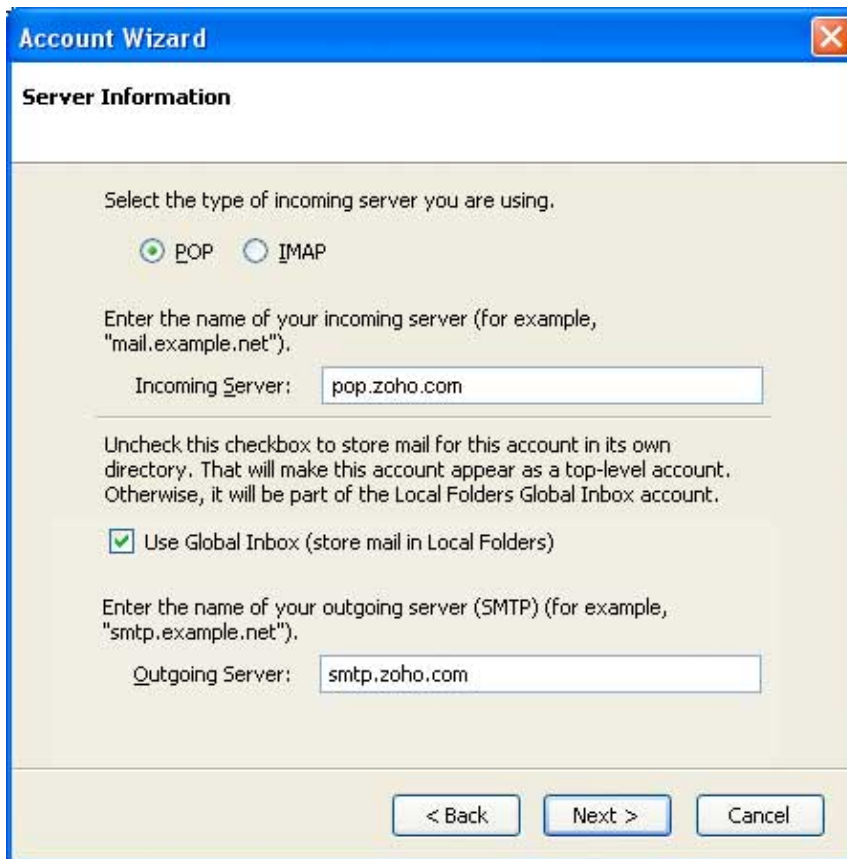 Account Wizard
Server Information
Select the type of incoming server you are using.
POP IMAP
Enter the name of your incoming server (for example,
"mail.example.net").
Incoming Server: pop.zoho.com
Uncheck this checkbox to store mail for this account in its own
directory. That will make this account appear as a top-level account.
Otherwise, it will be part of the Local Folders Global Inbox account.
Use Global Inbox (store mail in Local Folders)
Enter the name of your outgoing server (SMTP) (for example,
"smtp.example.net").
Outgoing Server: smtp.zoho.com
< Back Next > Cancel